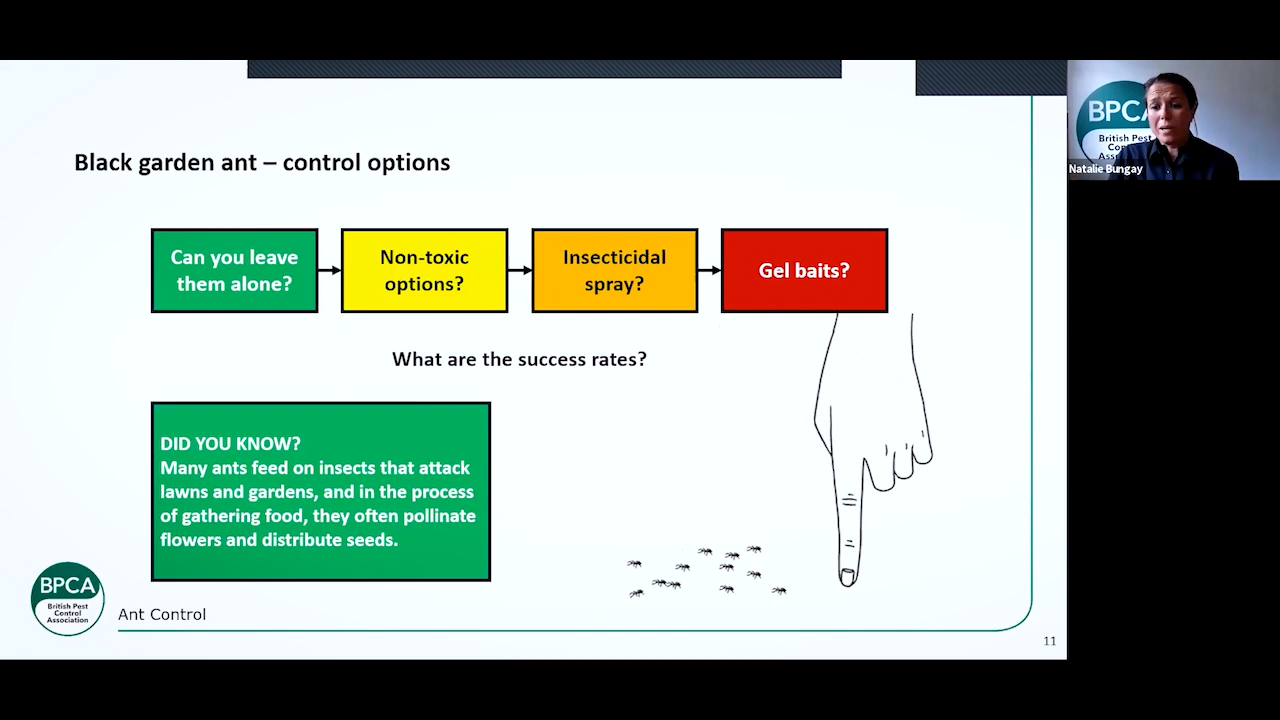 Black garden ant – control options
Can you leave
them alone?
Non-toxic
options?
Insecticidal
spray?
Gel baits?
What are the success rates?
DID YOU KNOW?
Many ants feed on insects that attack
lawns and gardens, and in the process
of gathering food, they often pollinate
flowers and distribute seeds.
BPCA
British Pest
Control
Association
Ant Control
11
BPCA
British Pest
Natalie Bungay